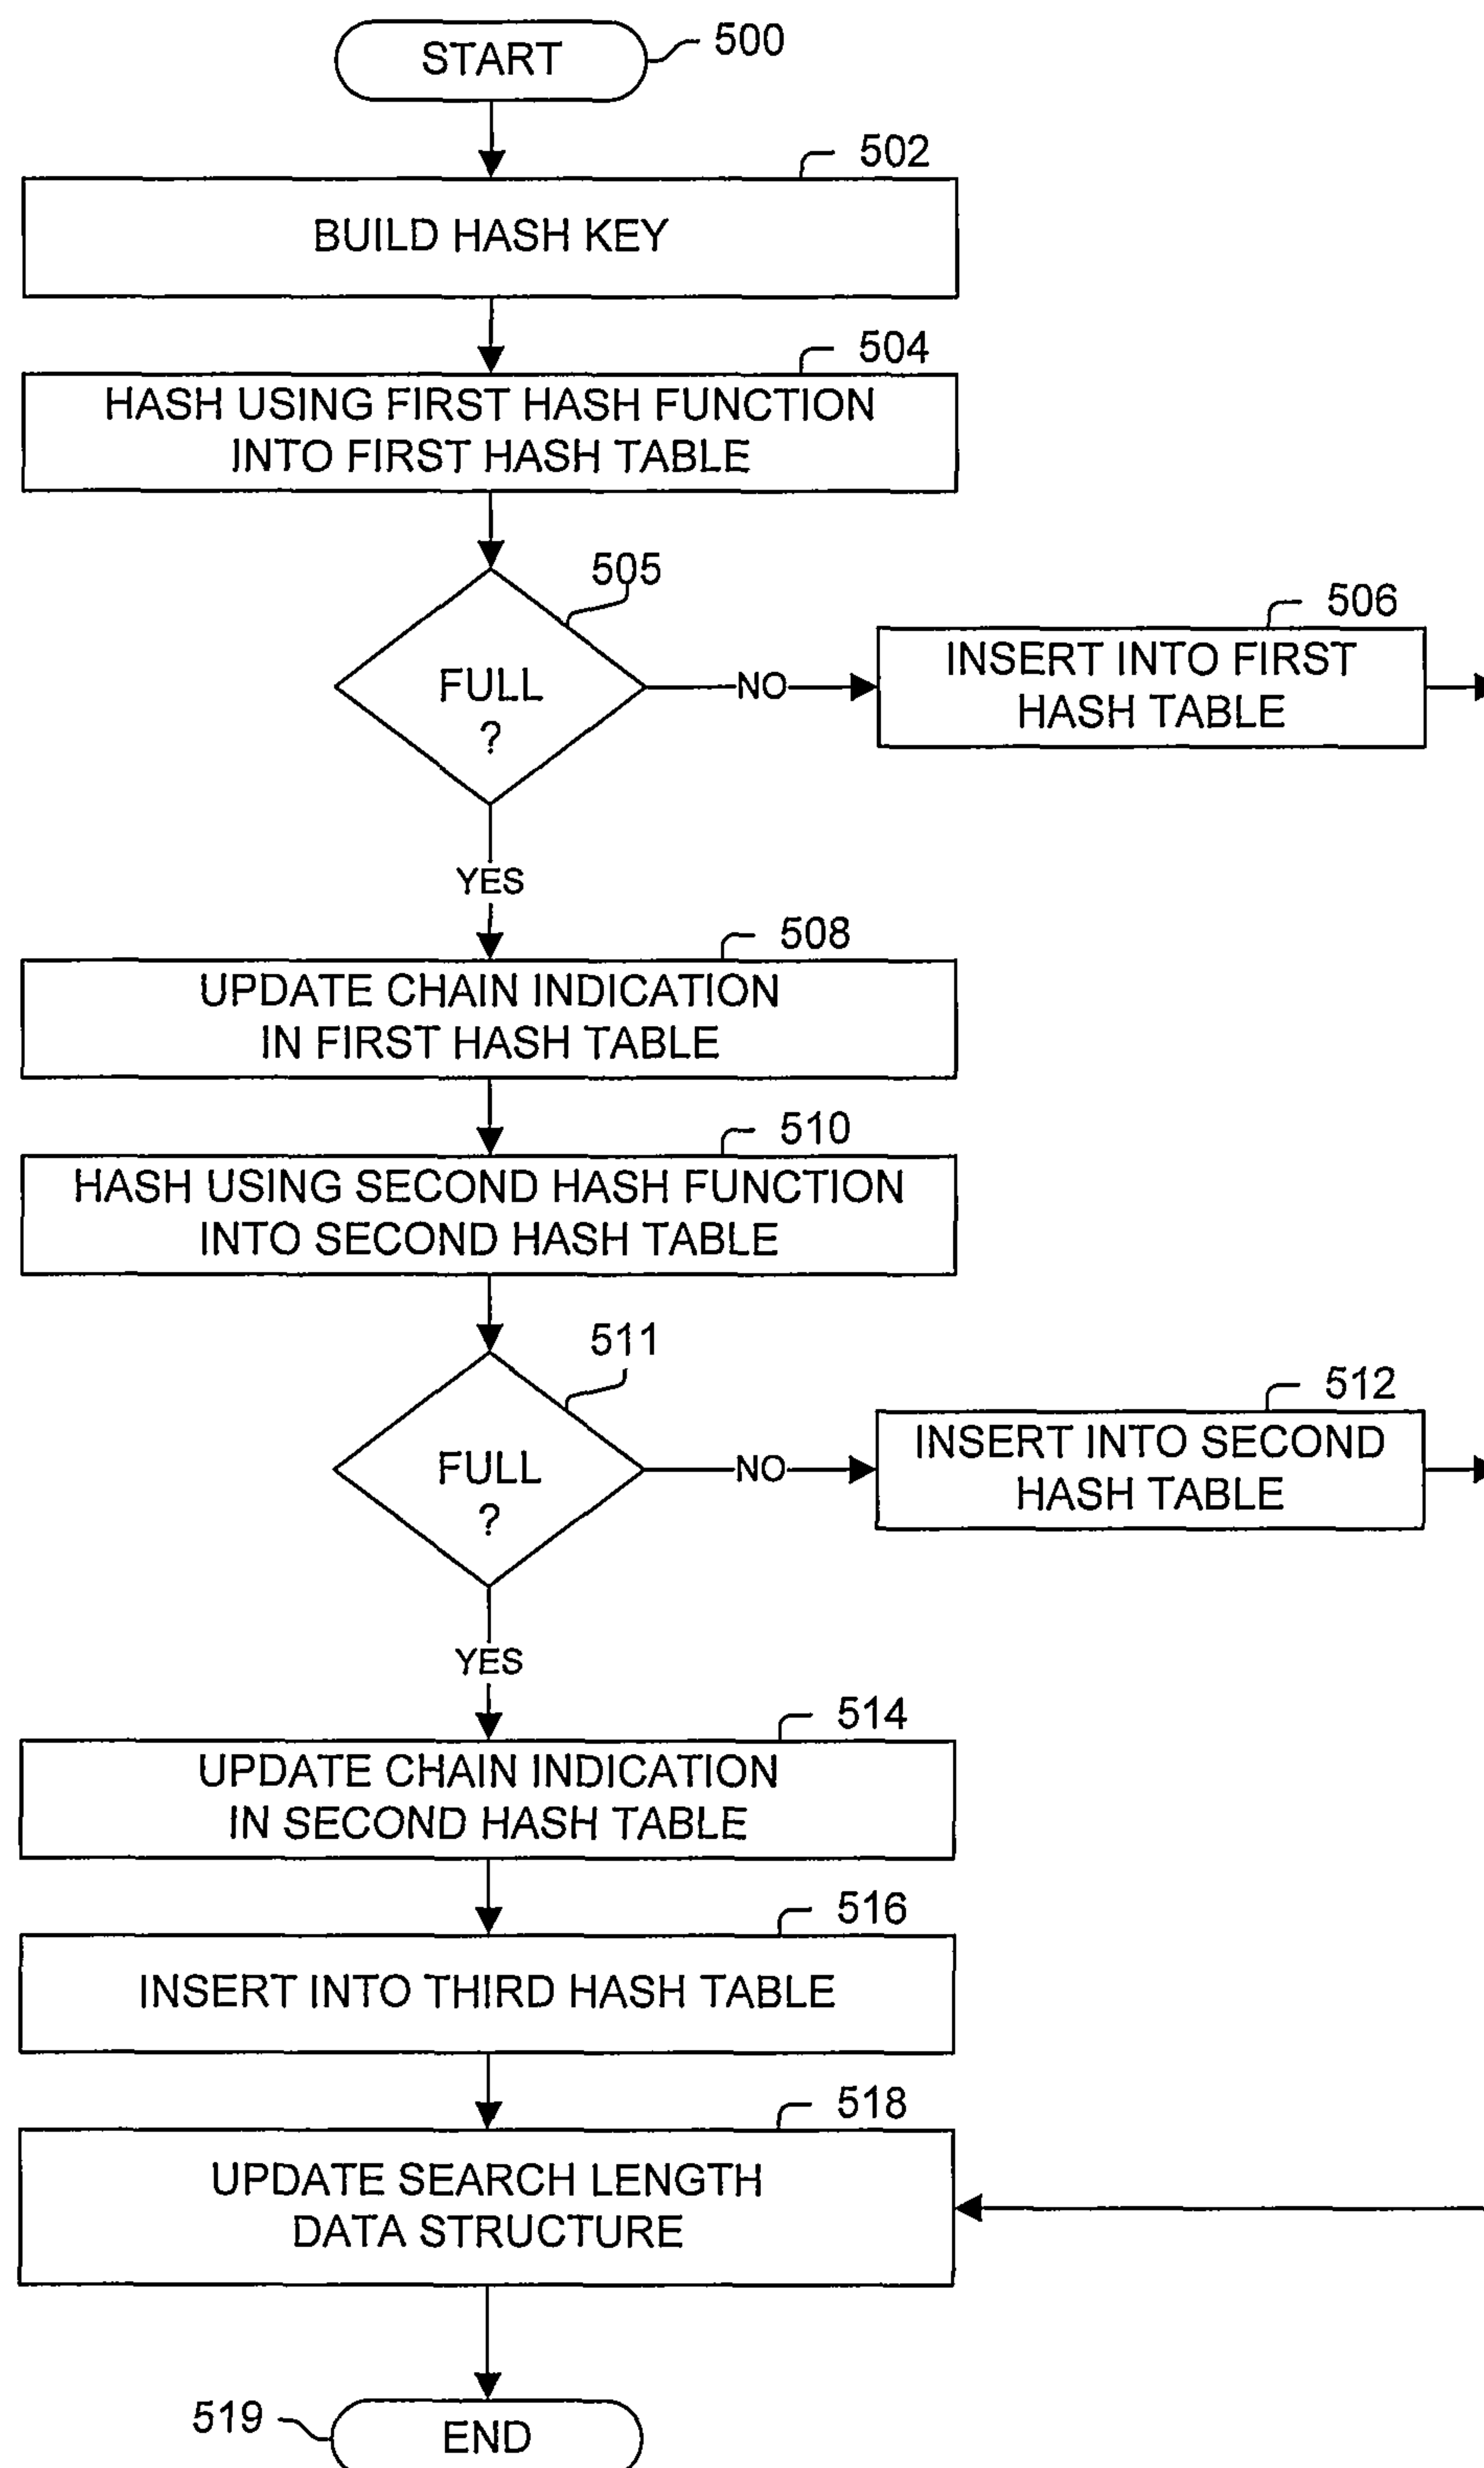 START
500
502
BUILD HASH KEY
504
HASH USING FIRST HASH FUNCTION
INTO FIRST HASH TABLE
505
FULL
?
NO
506
INSERT INTO FIRST
HASH TABLE
YES
508
UPDATE CHAIN INDICATION
IN FIRST HASH TABLE
510
HASH USING SECOND HASH FUNCTION
INTO SECOND HASH TABLE
511
FULL
?
NO
512
INSERT INTO SECOND
HASH TABLE
YES
514
UPDATE CHAIN INDICATION
IN SECOND HASH TABLE
516
INSERT INTO THIRD HASH TABLE
518
UPDATE SEARCH LENGTH
DATA STRUCTURE
519
END